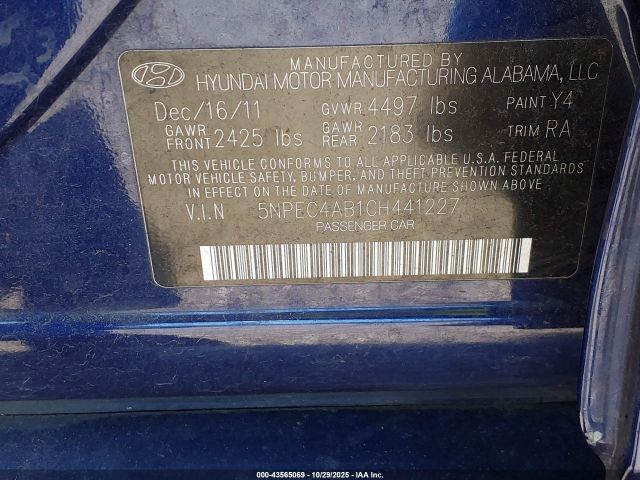 MANUFACTURED BY
HYUNDAI MOTOR MANUFACTURING ALABAMA, LLC
Dec/16/11 GVWR 4497 lbs PAINT Y4
GAWR FRONT 2425 lbs GAWR REAR 2183 lbs TRIM RA
THIS VEHICLE CONFORMS TO ALL APPLICABLE U.S.A. FEDERAL
MOTOR VEHICLE SAFETY, BUMPER, AND THEFT PREVENTION STANDARDS
IN EFFECT ON THE DATE OF MANUFACTURE SHOWN ABOVE
V.I.N 5NPEC4AB1CH441227
PASSENGER CAR
000-43565069 | 10/29/2025 - IAA Inc.